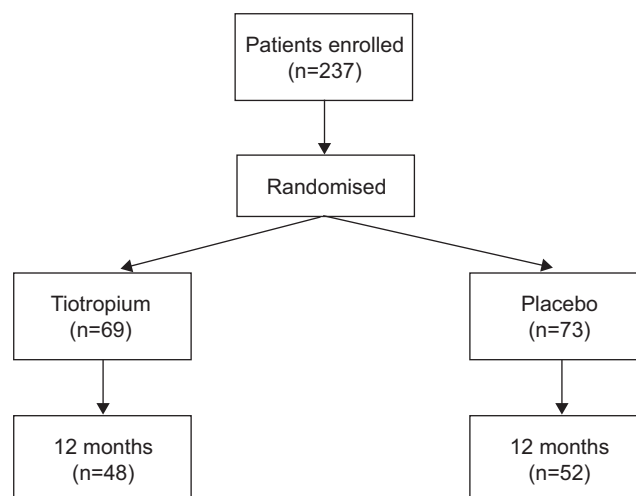 Patients enrolled
(n=237)
Randomised
Tiotropium
(n=69)
Placebo
(n=73)
12 months
(n=48)
12 months
(n=52)